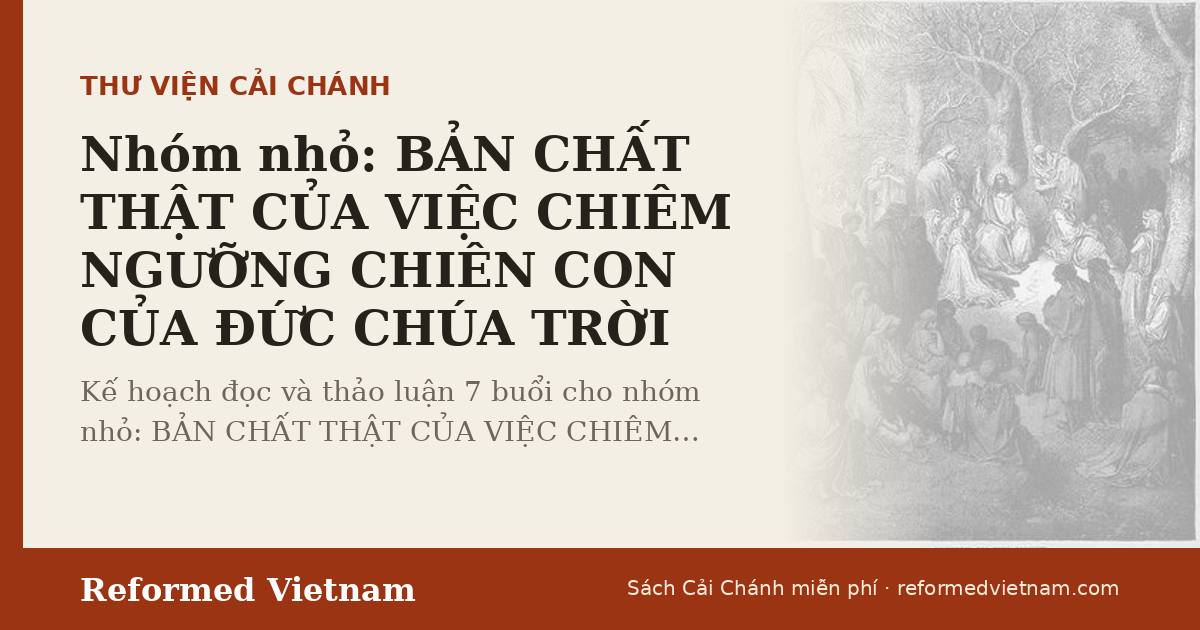 THƯ VIỆN CẢI CHÁNH
Nhóm nhỏ: BẢN CHẤT
THẬT CỦA VIỆC CHIÊM
NGƯỠNG CHIÊN CON
CỦA ĐỨC CHÚA TRỜI
Kế hoạch đọc và thảo luận 7 buổi cho nhóm
nhỏ: BẢN CHẤT THẬT CỦA VIỆC CHIÊM...
Reformed Vietnam
Sách Cải Chánh miễn phí · reformedvietnam.com